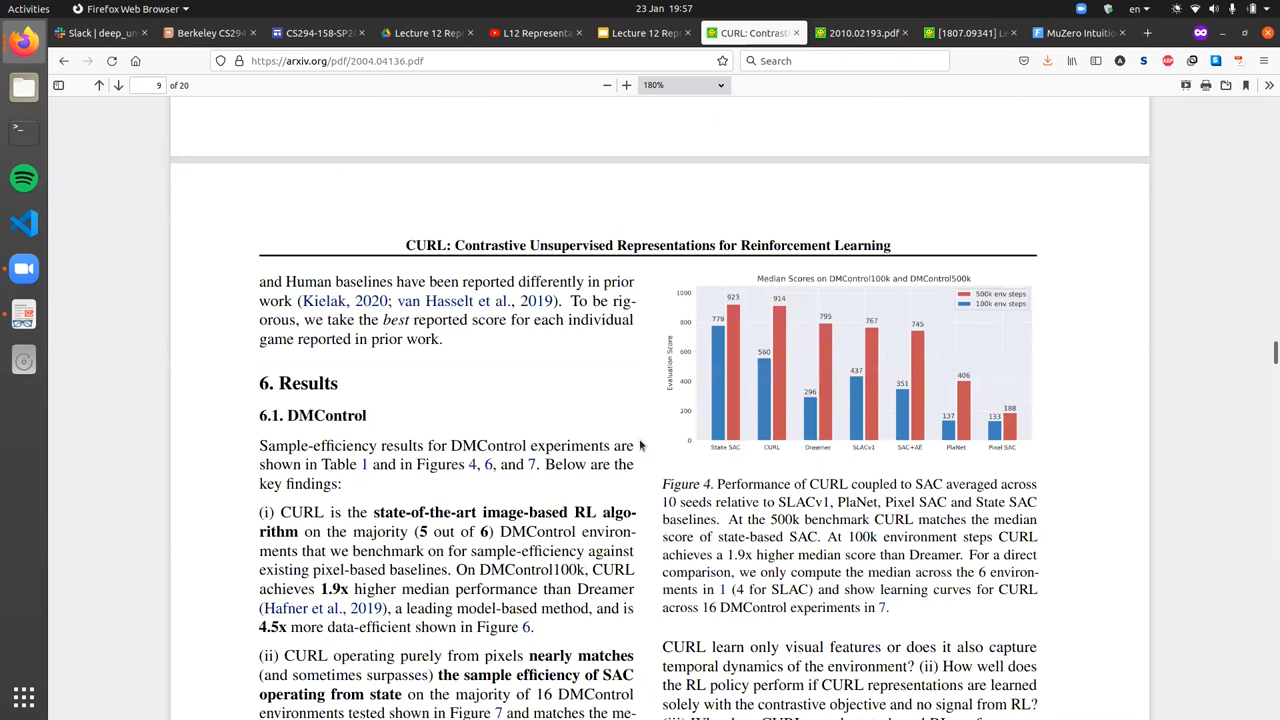 Activities
Firefox Web Browser
23 Jan 19:57
en
Slack | deep_un
Berkeley CS294
CS294-158-SP2
Lecture 12 Rep
L12 Representa
Lecture 12 Rep
CURL: Contrasti
2010.02193.pdf
[1807.09341] Le
MuZero Intuitio
https://arxiv.org/pdf/2004.04136.pdf
Search
9 of 20
180%
CURL: Contrastive Unsupervised Representations for Reinforcement Learning
and Human baselines have been reported differently in prior
work (Kielak, 2020; van Hasselt et al., 2019). To be rig-
orous, we take the best reported score for each individual
game reported in prior work.
6. Results
6.1. DMControl
Sample-efficiency results for DMControl experiments are
shown in Table 1 and in Figures 4, 6, and 7. Below are the
key findings:
(i) CURL is the state-of-the-art image-based RL algo-
rithm on the majority (5 out of 6) DMControl environ-
ments that we benchmark on for sample-efficiency against
existing pixel-based baselines. On DMControl100k, CURL
achieves 1.9x higher median performance than Dreamer
(Hafner et al., 2019), a leading model-based method, and is
4.5x more data-efficient shown in Figure 6.
(ii) CURL operating purely from pixels nearly matches
(and sometimes surpasses) the sample efficiency of SAC
operating from state on the majority of 16 DMControl
environments tested shown in Figure 7 and matches the me-
Median Scores on DMControl100k and DMControl500k
500k env steps
100k env steps
Evaluation Score
1000
800
600
400
200
0
779
923
560
914
296
795
437
767
351
745
137
406
133
188
State SAC
CURL
Dreamer
SLACv1
SAC+AE
PlaNet
Pixel SAC
Figure 4. Performance of CURL coupled to SAC averaged across
10 seeds relative to SLACv1, PlaNet, Pixel SAC and State SAC
baselines. At the 500k benchmark CURL matches the median
score of state-based SAC. At 100k environment steps CURL
achieves a 1.9x higher median score than Dreamer. For a direct
comparison, we only compute the median across the 6 environ-
ments in 1 (4 for SLAC) and show learning curves for CURL
across 16 DMControl experiments in 7.
CURL learn only visual features or does it also capture
temporal dynamics of the environment? (ii) How well does
the RL policy perform if CURL representations are learned
solely with the contrastive objective and no signal from RL?